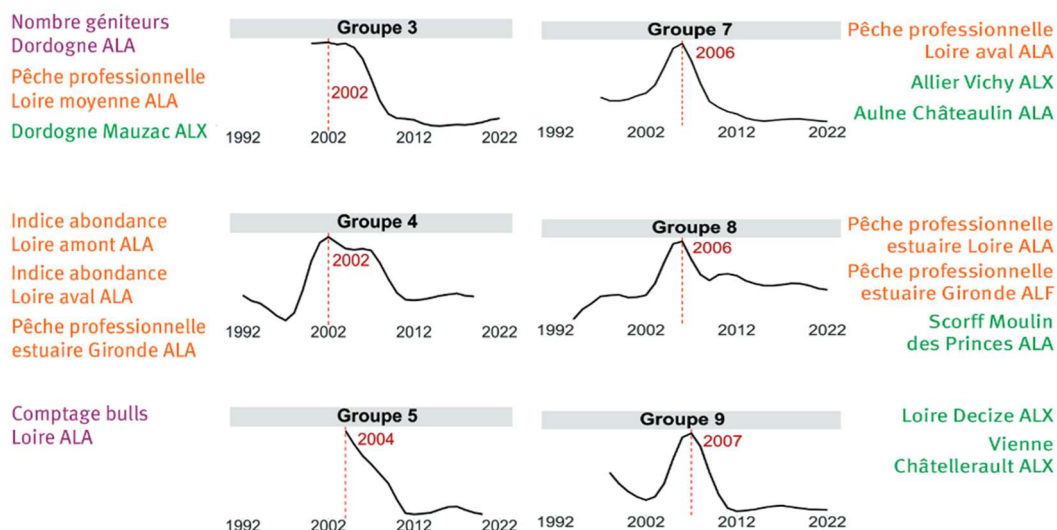 Nombre géniteurs
Dordogne ALA
Pêche professionnelle
Loire moyenne ALA
Dordogne Mauzac ALX
Groupe 3
2002
1992
2002
2012
2022
Groupe 7
2006
1992
2002
2012
2022
Pêche professionnelle
Loire aval ALA
Allier Vichy ALX
Aulne Châteaulin ALA
Indice abondance
Loire amont ALA
Indice abondance
Loire aval ALA
Pêche professionnelle
estuaire Gironde ALA
Groupe 4
2002
1992
2002
2012
2022
Groupe 8
2006
1992
2002
2012
2022
Pêche professionnelle
estuaire Loire ALA
Pêche professionnelle
estuaire Gironde ALF
Scorff Moulin
des Princes ALA
Comptage bulls
Loire ALA
Groupe 5
2004
1992
2002
2012
2022
Groupe 9
2007
1992
2002
2012
2022
Loire Decize ALX
Vienne
Châtellerault ALX